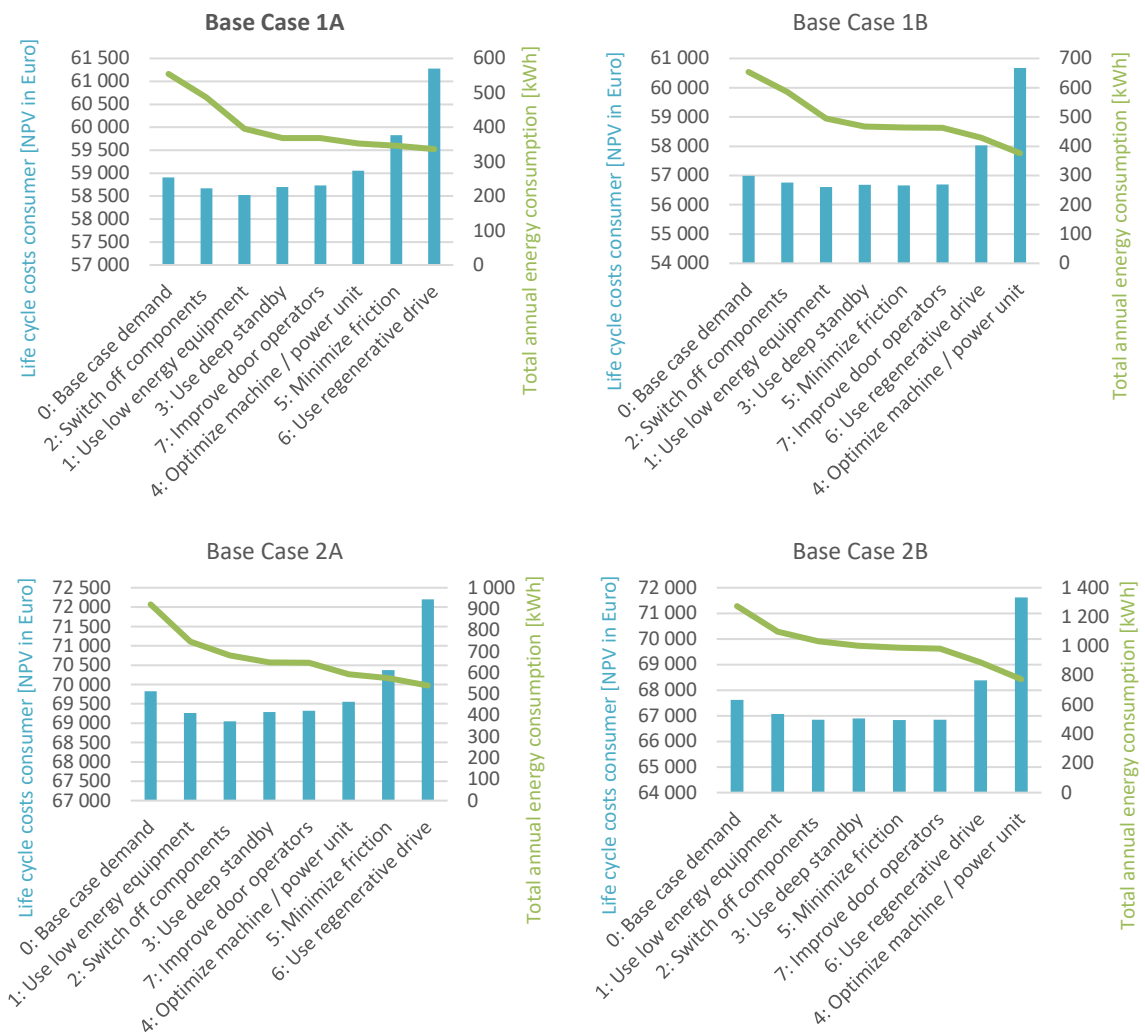 Base Case 1A
Life cycle costs consumer [NPV in Euro]
61 500
61 000
60 500
60 000
59 500
59 000
58 500
58 000
57 500
57 000
600
500
400
300
200
100
0
Total annual energy consumption [kWh]
0: Base case demand
2: Switch off components
1: Use low energy equipment
3: Use deep standby
7: Improve door operators
4: Optimize machine / power unit
5: Minimize friction
6: Use regenerative drive
Base Case 1B
Life cycle costs consumer [NPV in Euro]
61 000
60 000
59 000
58 000
57 000
56 000
55 000
54 000
700
600
500
400
300
200
100
0
Total annual energy consumption [kWh]
0: Base case demand
2: Switch off components
1: Use low energy equipment
3: Use deep standby
5: Minimize friction
7: Improve door operators
6: Use regenerative drive
4: Optimize machine / power unit
Base Case 2A
Life cycle costs consumer [NPV in Euro]
72 500
72 000
71 500
71 000
70 500
70 000
69 500
69 000
68 500
68 000
67 500
67 000
1 000
900
800
700
600
500
400
300
200
100
0
Total annual energy consumption [kWh]
0: Base case demand
1: Use low energy equipment
2: Switch off components
3: Use deep standby
7: Improve door operators
4: Optimize machine / power unit
5: Minimize friction
6: Use regenerative drive
Base Case 2B
Life cycle costs consumer [NPV in Euro]
72 000
71 000
70 000
69 000
68 000
67 000
66 000
65 000
64 000
1 400
1 200
1 000
800
600
400
200
0
Total annual energy consumption [kWh]
0: Base case demand
1: Use low energy equipment
2: Switch off components
3: Use deep standby
5: Minimize friction
7: Improve door operators
6: Use regenerative drive
4: Optimize machine / power unit